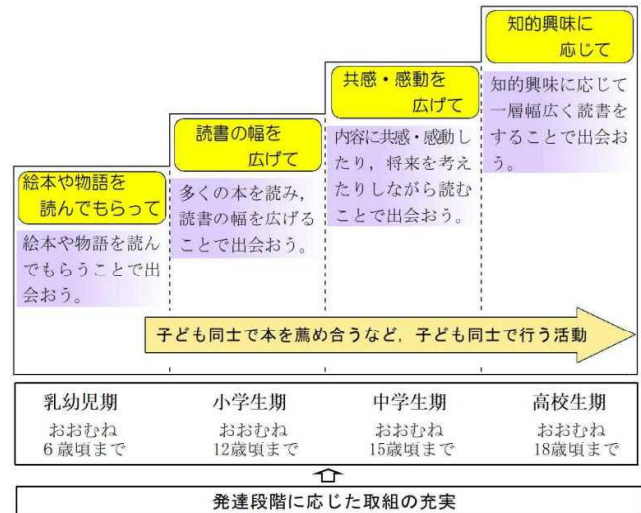 絵本や物語を
読んでもらって
絵本や物語を読ん
でもらうことで出
会おう。
読書の幅を
広げて
多くの本を読み，
読書の幅を広げる
ことで出会おう。
共感・感動を
広げて
内容に共感・感動し
たり，将来を考え
たりしながら読む
ことで出会おう。
知的興味に
応じて
知的興味に応じて
一層幅広く読書を
することで出会お
う。
子ども同士で本を薦め合うなど，子ども同士で行う活動
乳幼児期
おおむね
６歳頃まで
小学生期
おおむね
12歳頃まで
中学生期
おおむね
15歳頃まで
高校生期
おおむね
18歳頃まで
発達段階に応じた取組の充実